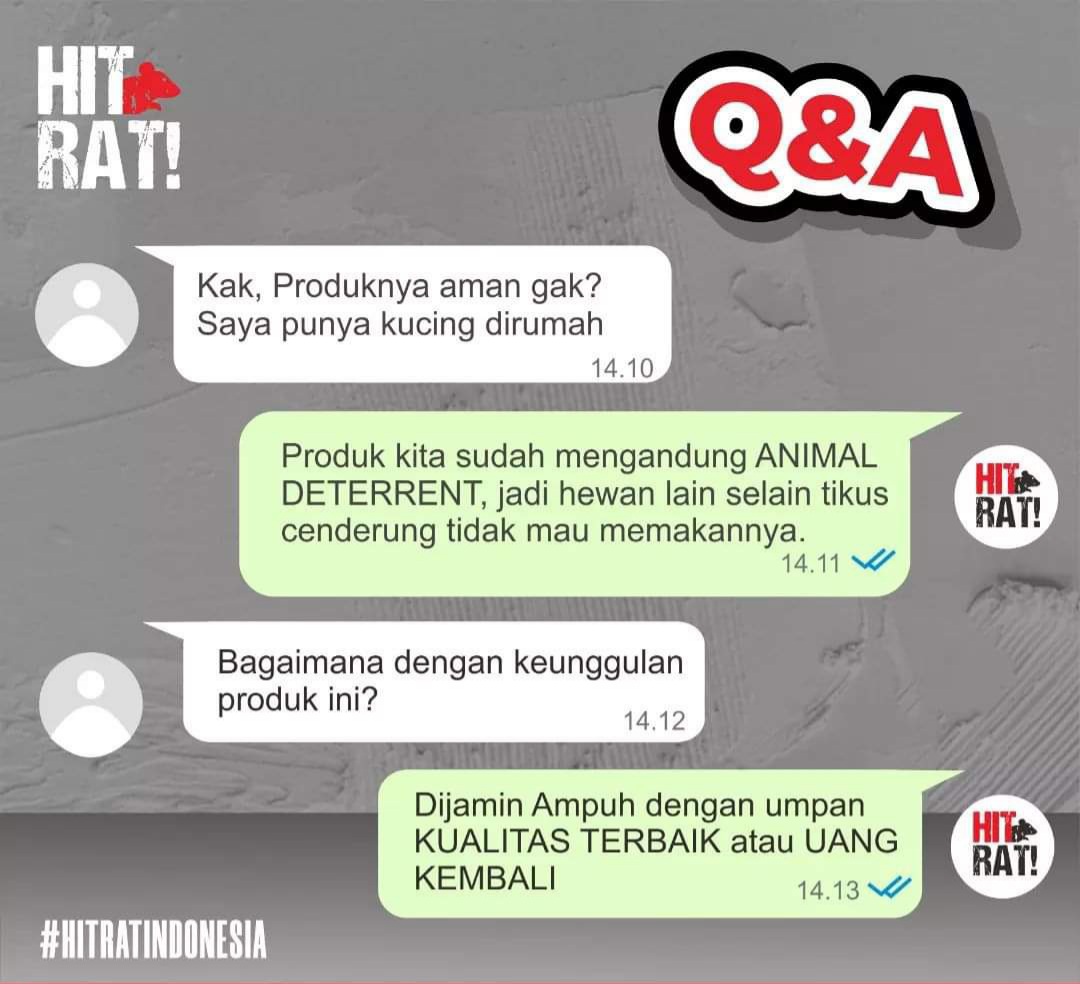 HIT
RAT!
Q&A
Kak, Produknya aman gak?
Saya punya kucing dirumah
14.10
Produk kita sudah mengandung ANIMAL
DETERRENT, jadi hewan lain selain tikus
cenderung tidak mau memakannya.
14.11
HIT
RAT!
Bagaimana dengan keunggulan
produk ini?
14.12
Dijamin Ampuh dengan umpan
KUALITAS TERBAIK atau UANG
KEMBALI
14.13
HIT
RAT!
#HITRATINDONESIA